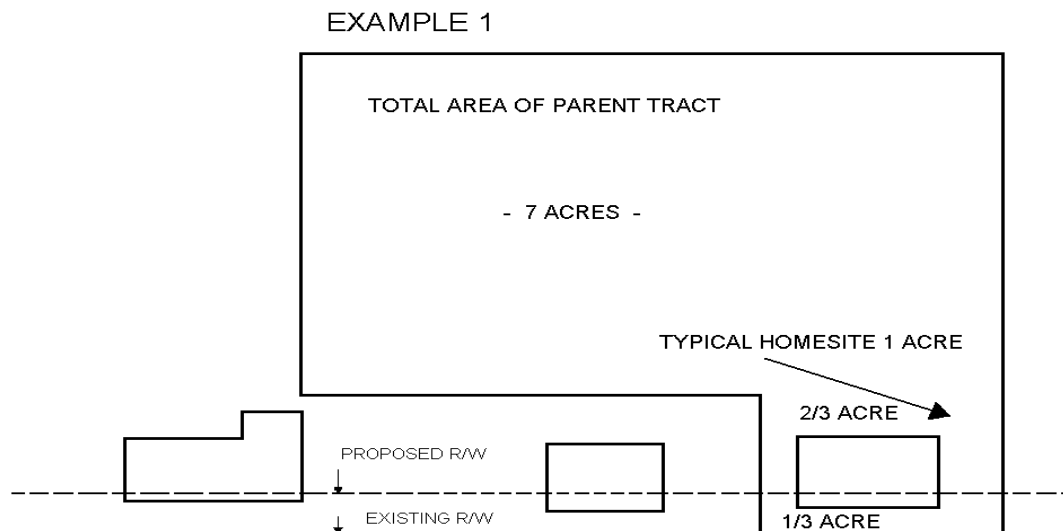 EXAMPLE 1
TOTAL AREA OF PARENT TRACT
- 7 ACRES -
TYPICAL HOMESITE 1 ACRE
2/3 ACRE
PROPOSED R/W
EXISTING R/W
1/3 ACRE